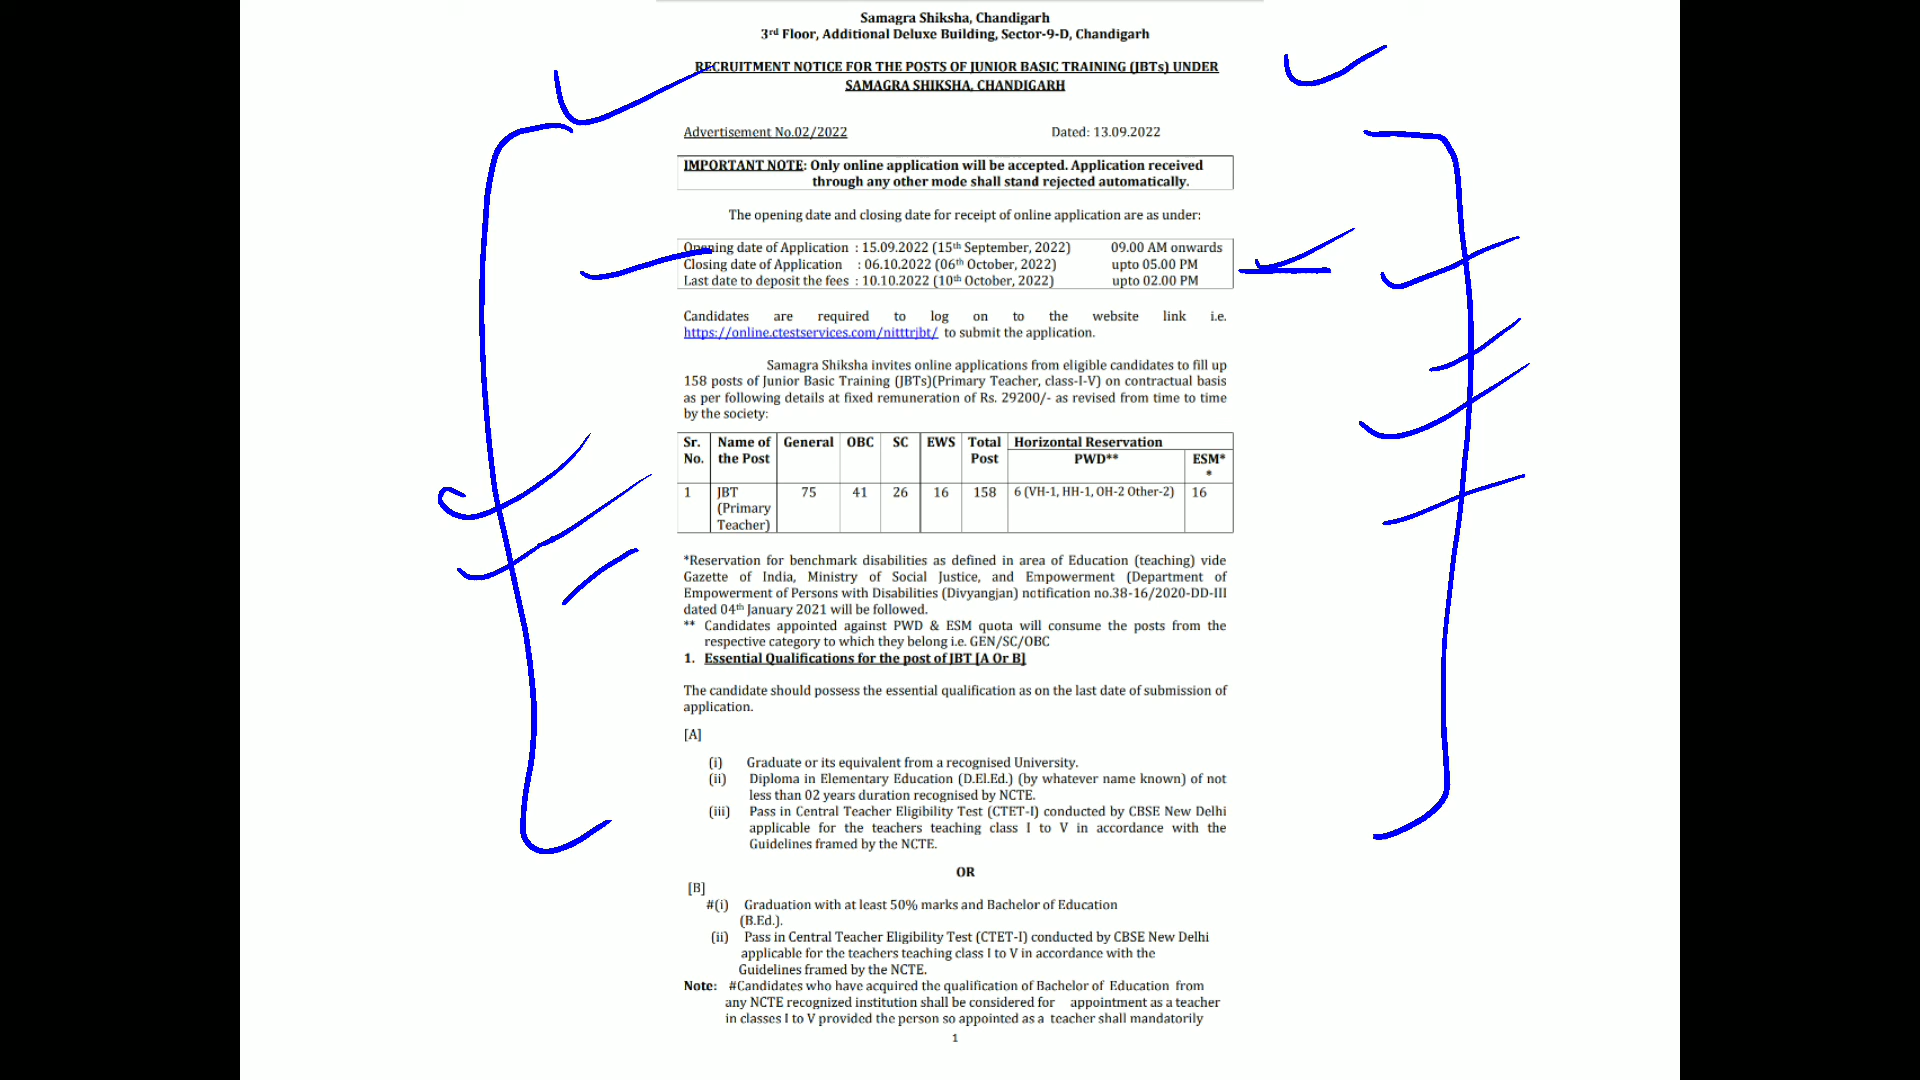 Samagra Shiksha, Chandigarh
3rd Floor, Additional Deluxe Building, Sector-9-D, Chandigarh
RECRUITMENT NOTICE FOR THE POSTS OF JUNIOR BASIC TRAINING (JBTs) UNDER
SAMAGRA SHIKSHA, CHANDIGARH
Advertisement No.02/2022 Dated: 13.09.2022
IMPORTANT NOTE: Only online application will be accepted. Application received
through any other mode shall stand rejected automatically.
The opening date and closing date for receipt of online application are as under:
Opening date of Application : 15.09.2022 (15th September, 2022) 09.00 AM onwards
Closing date of Application : 06.10.2022 (06th October, 2022) upto 05.00 PM
Last date to deposit the fees : 10.10.2022 (10th October, 2022) upto 02.00 PM
Candidates are required to log on to the website link i.e.
https://online.ctestservices.com/nitttrjbt/ to submit the application.
Samagra Shiksha invites online applications from eligible candidates to fill up
158 posts of Junior Basic Training (JBTs)(Primary Teacher, class-I-V) on contractual basis
as per following details at fixed remuneration of Rs. 29200/- as revised from time to time
by the society:
Sr. Name of General OBC SC EWS Total Horizontal Reservation
No. the Post Post PWD** ESM*
*
1 JBT 75 41 26 16 158 6 (VH-1, HH-1, OH-2 Other-2) 16
(Primary
Teacher)
*Reservation for benchmark disabilities as defined in area of Education (teaching) vide
Gazette of India, Ministry of Social Justice, and Empowerment (Department of
Empowerment of Persons with Disabilities (Divyangjan) notification no.38-16/2020-DD-III
dated 04th January 2021 will be followed.
** Candidates appointed against PWD & ESM quota will consume the posts from the
respective category to which they belong i.e. GEN/SC/OBC
1. Essential Qualifications for the post of JBT [A Or B]
The candidate should possess the essential qualification as on the last date of submission of
application.
[A]
(i) Graduate or its equivalent from a recognised University.
(ii) Diploma in Elementary Education (D.El.Ed.) (by whatever name known) of not
less than 02 years duration recognised by NCTE.
(iii) Pass in Central Teacher Eligibility Test (CTET-I) conducted by CBSE New Delhi
applicable for the teachers teaching class I to V in accordance with the
Guidelines framed by the NCTE.
OR
[B]
#(i) Graduation with at least 50% marks and Bachelor of Education
(B.Ed.).
(ii) Pass in Central Teacher Eligibility Test (CTET-I) conducted by CBSE New Delhi
applicable for the teachers teaching class I to V in accordance with the
Guidelines framed by the NCTE.
Note: #Candidates who have acquired the qualification of Bachelor of Education from
any NCTE recognized institution shall be considered for appointment as a teacher
in classes I to V provided the person so appointed as a teacher shall mandatorily
1